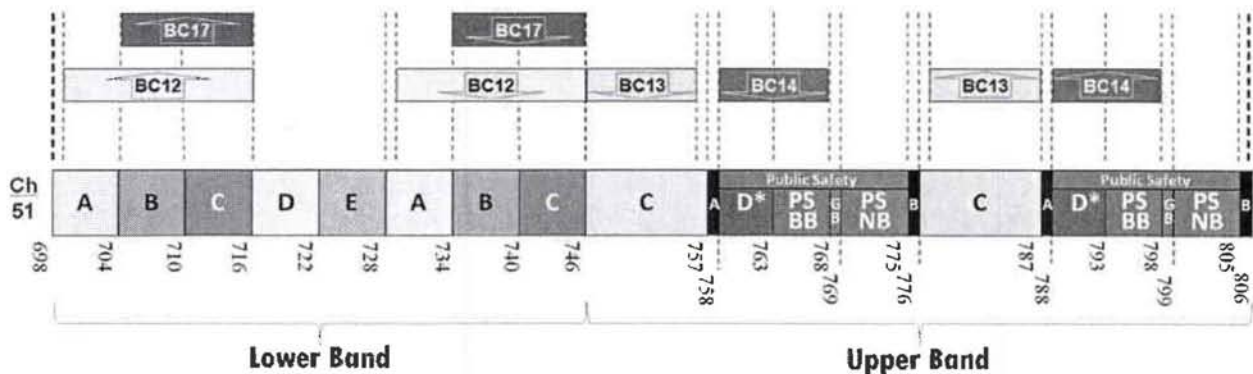 BC17 BC17
BC12 BC12 BC13 BC14 BC13 BC14
Public Safety Public Safety
Ch
51
A B C D E A B C C A D* PS BB GB PS NB B C A D* PS BB GB PS NB B
698 704 710 716 722 728 734 740 746 757 758 763 768 769 775 776 787 788 793 798 799 805 806
Lower Band Upper Band